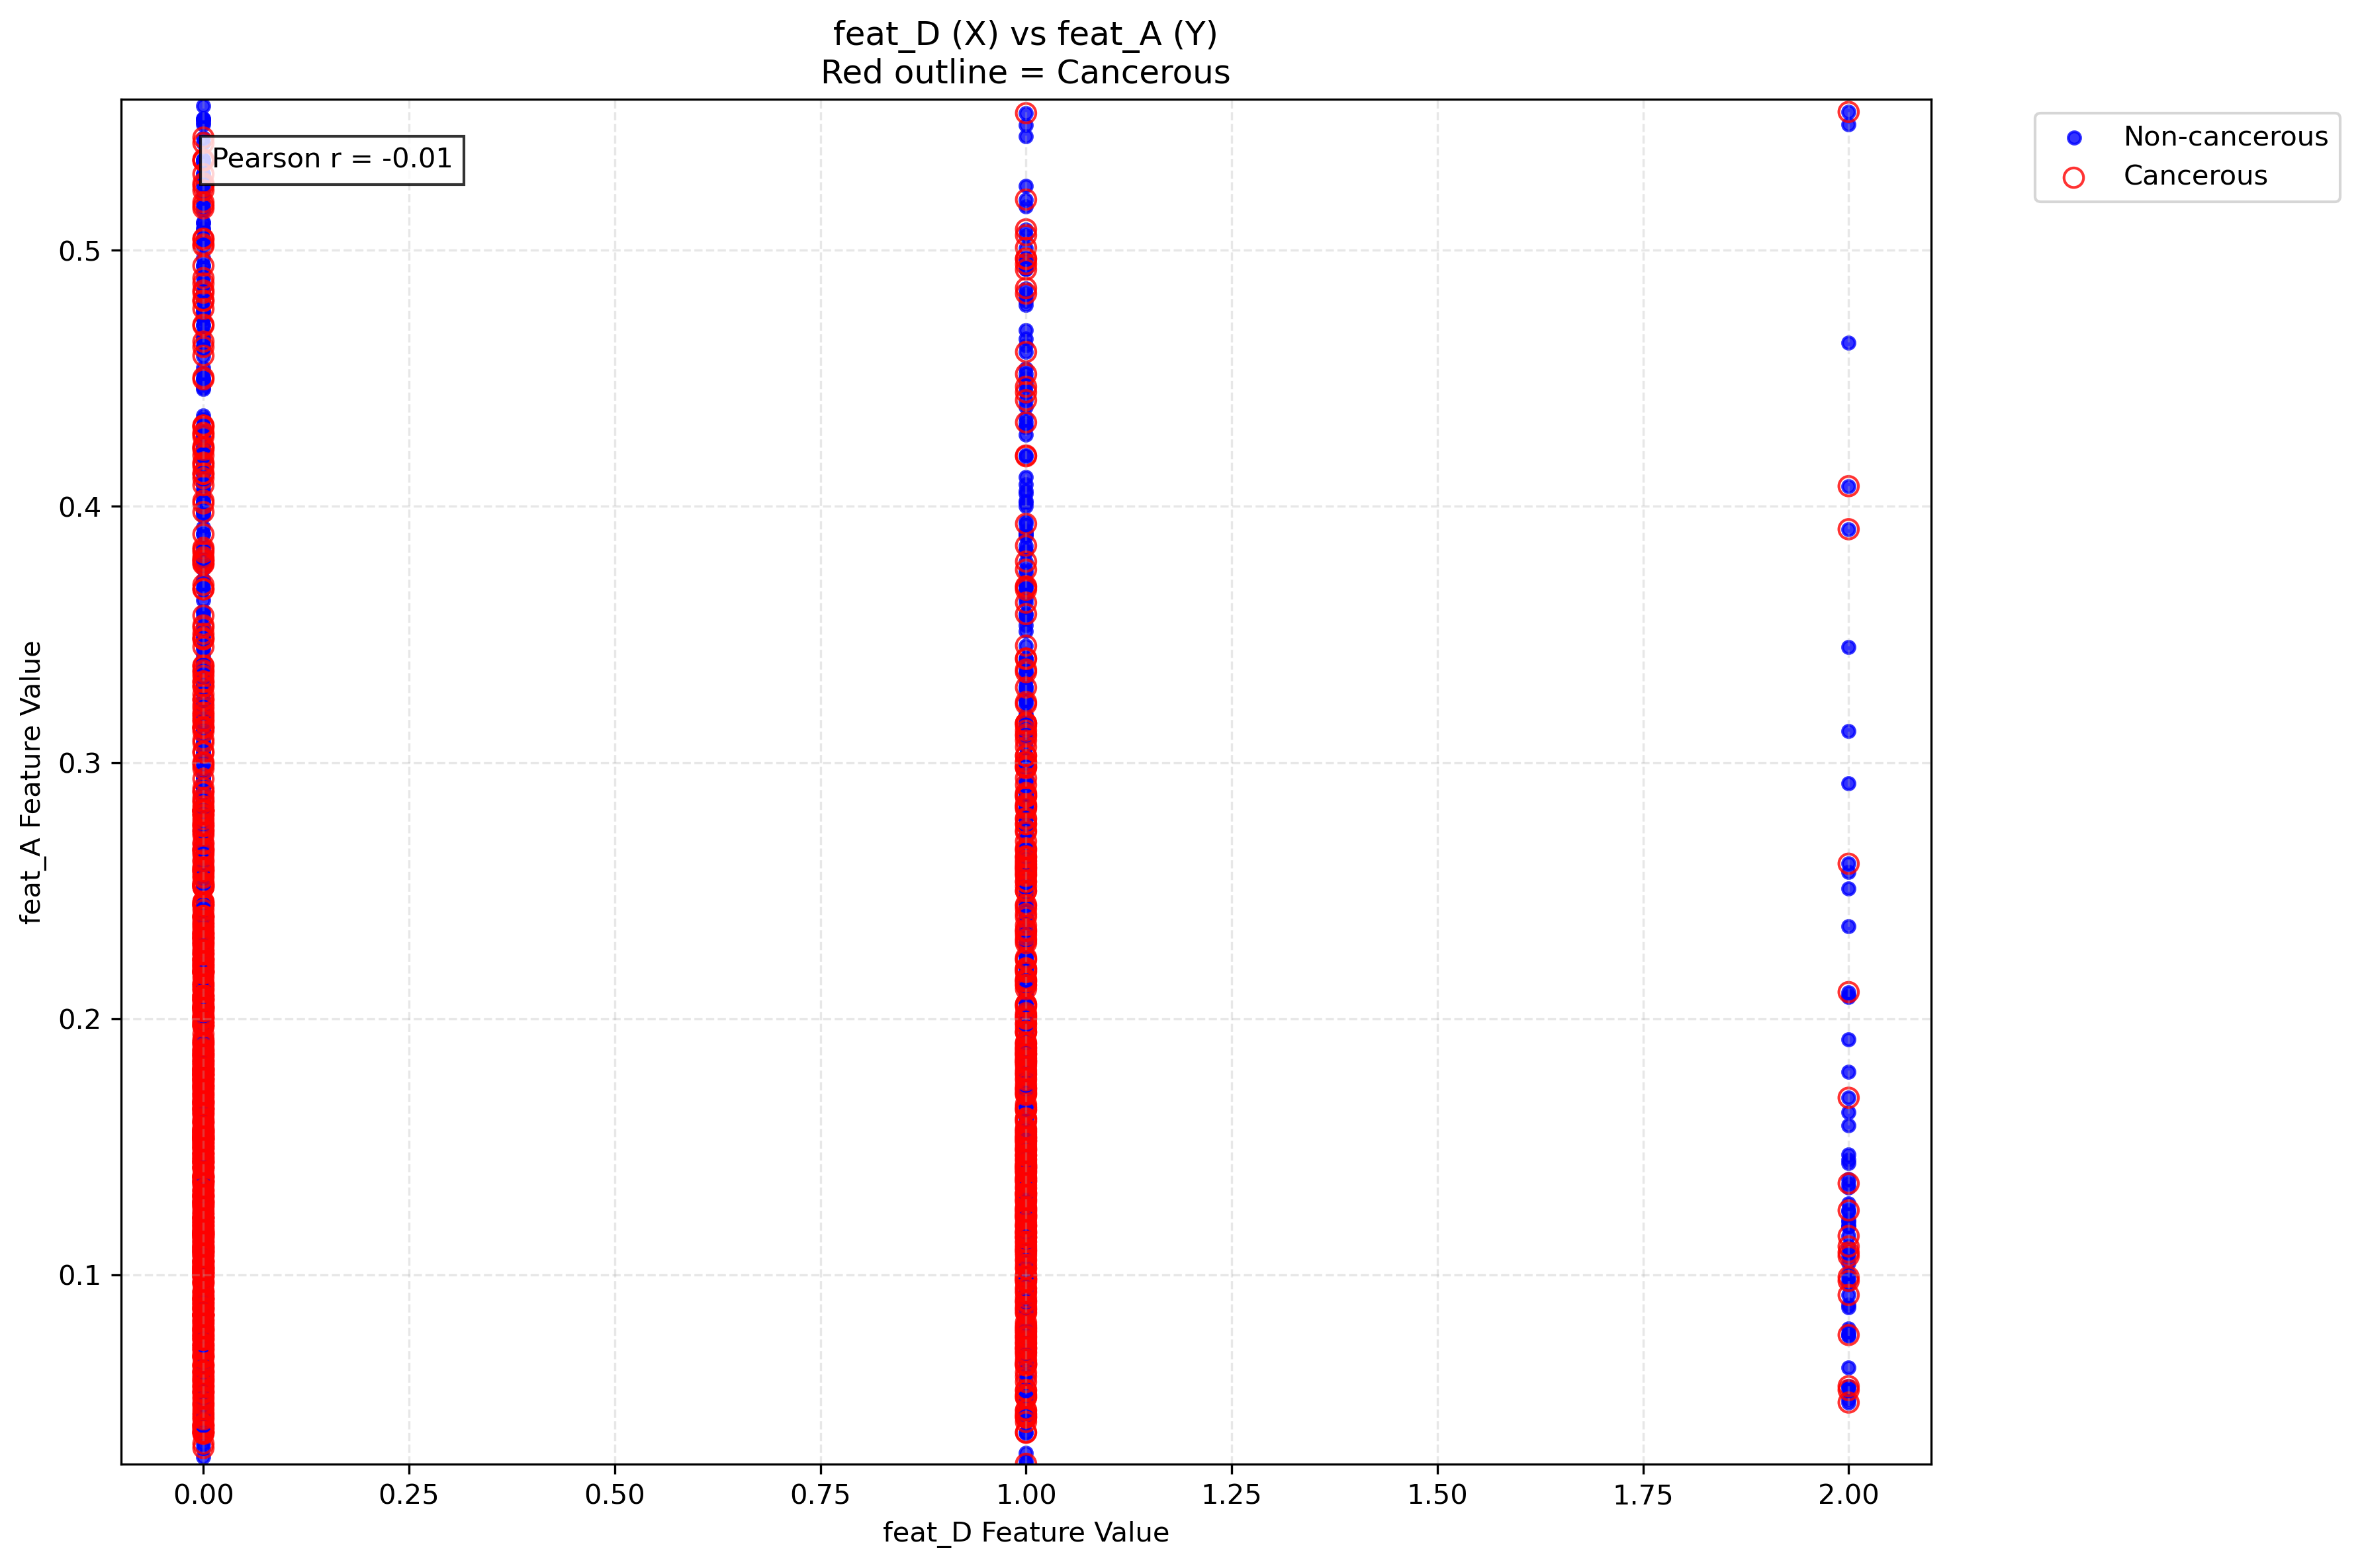 feat_D (X) vs feat_A (Y)
Red outline = Cancerous
Pearson r = -0.01
Non-cancerous
Cancerous
feat_A Feature Value
0.5
0.4
0.3
0.2
0.1
0.00 0.25 0.50 0.75 1.00 1.25 1.50 1.75 2.00
feat_D Feature Value